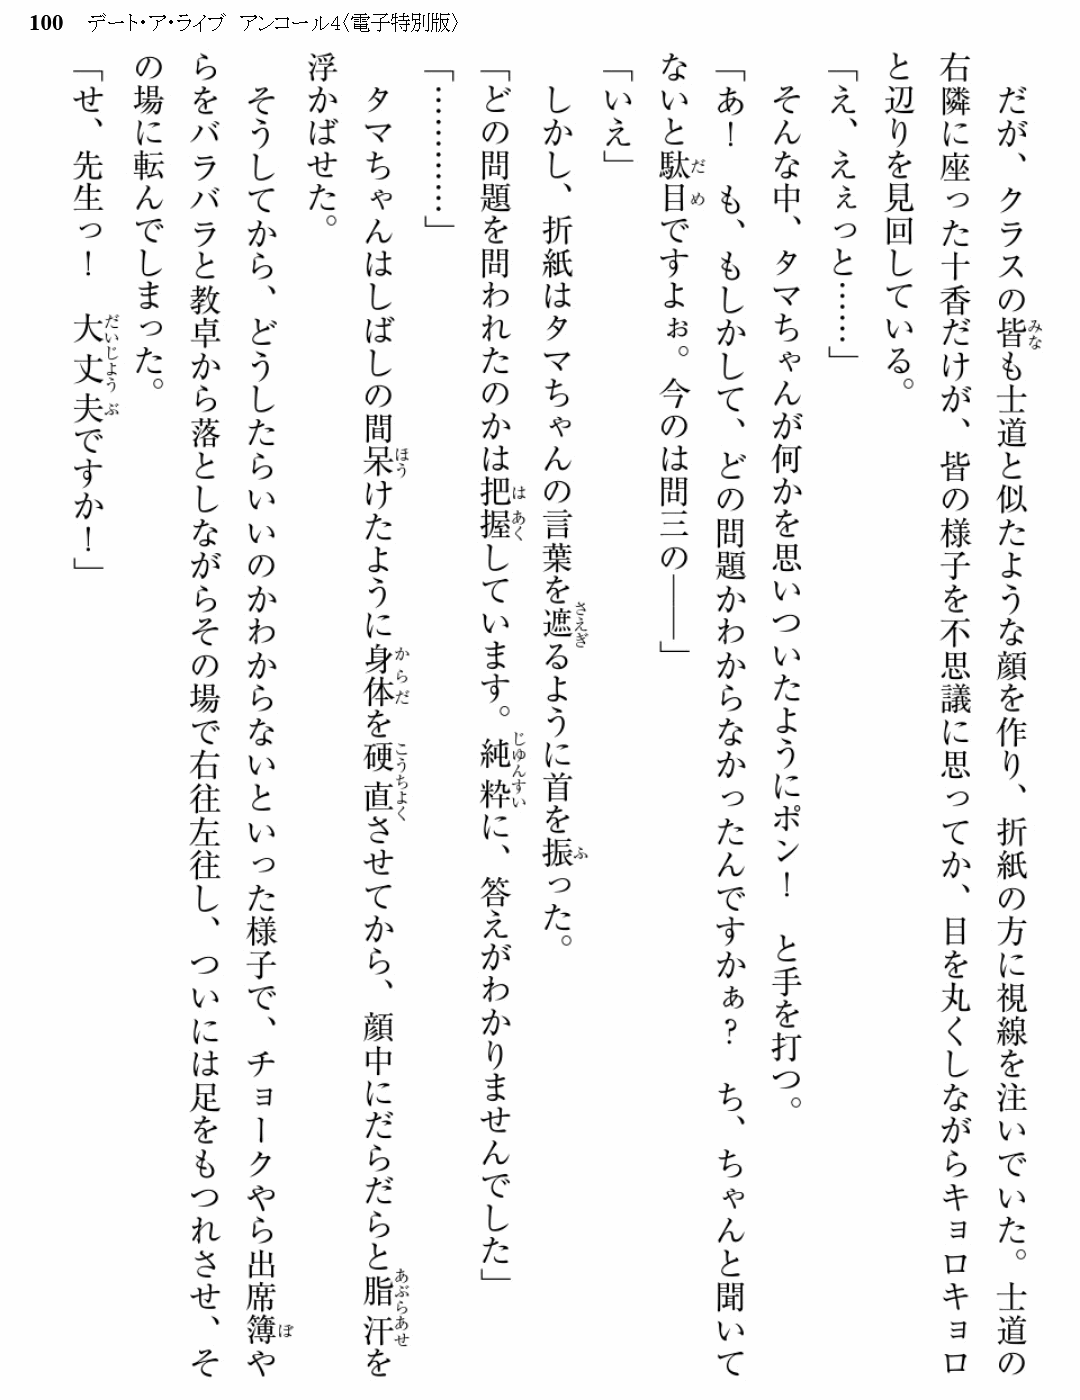 100 デート・ア・ライブ アンコール4〈電子特別版〉
　だが、クラスの皆も士道と似たような顔を作り、折紙の方に視線を注いでいた。士道の
右隣に座った十香だけが、皆の様子を不思議に思ってか、目を丸くしながらキョロキョロ
と辺りを見回している。
「え、えぇっと……」
　そんな中、タマちゃんが何かを思いついたようにポン！　と手を打つ。
「あ！　も、もしかして、どの問題かわからなかったんですかぁ？　ち、ちゃんと聞いて
ないと駄目ですよぉ。今のは問三の――」
「いえ」
　しかし、折紙はタマちゃんの言葉を遮るように首を振った。
「どの問題を問われたのかは把握しています。純粋に、答えがわかりませんでした」
「…………」
　タマちゃんはしばしの間呆けたように身体を硬直させてから、顔中にだらだらと脂汗を
浮かばせた。
　そうしてから、どうしたらいいのかわからないといった様子で、チョークやら出席簿や
らをバラバラと教卓から落としながらその場で右往左往し、ついには足をもつれさせ、そ
の場に転んでしまった。
「せ、先生っ！　大丈夫ですか！」